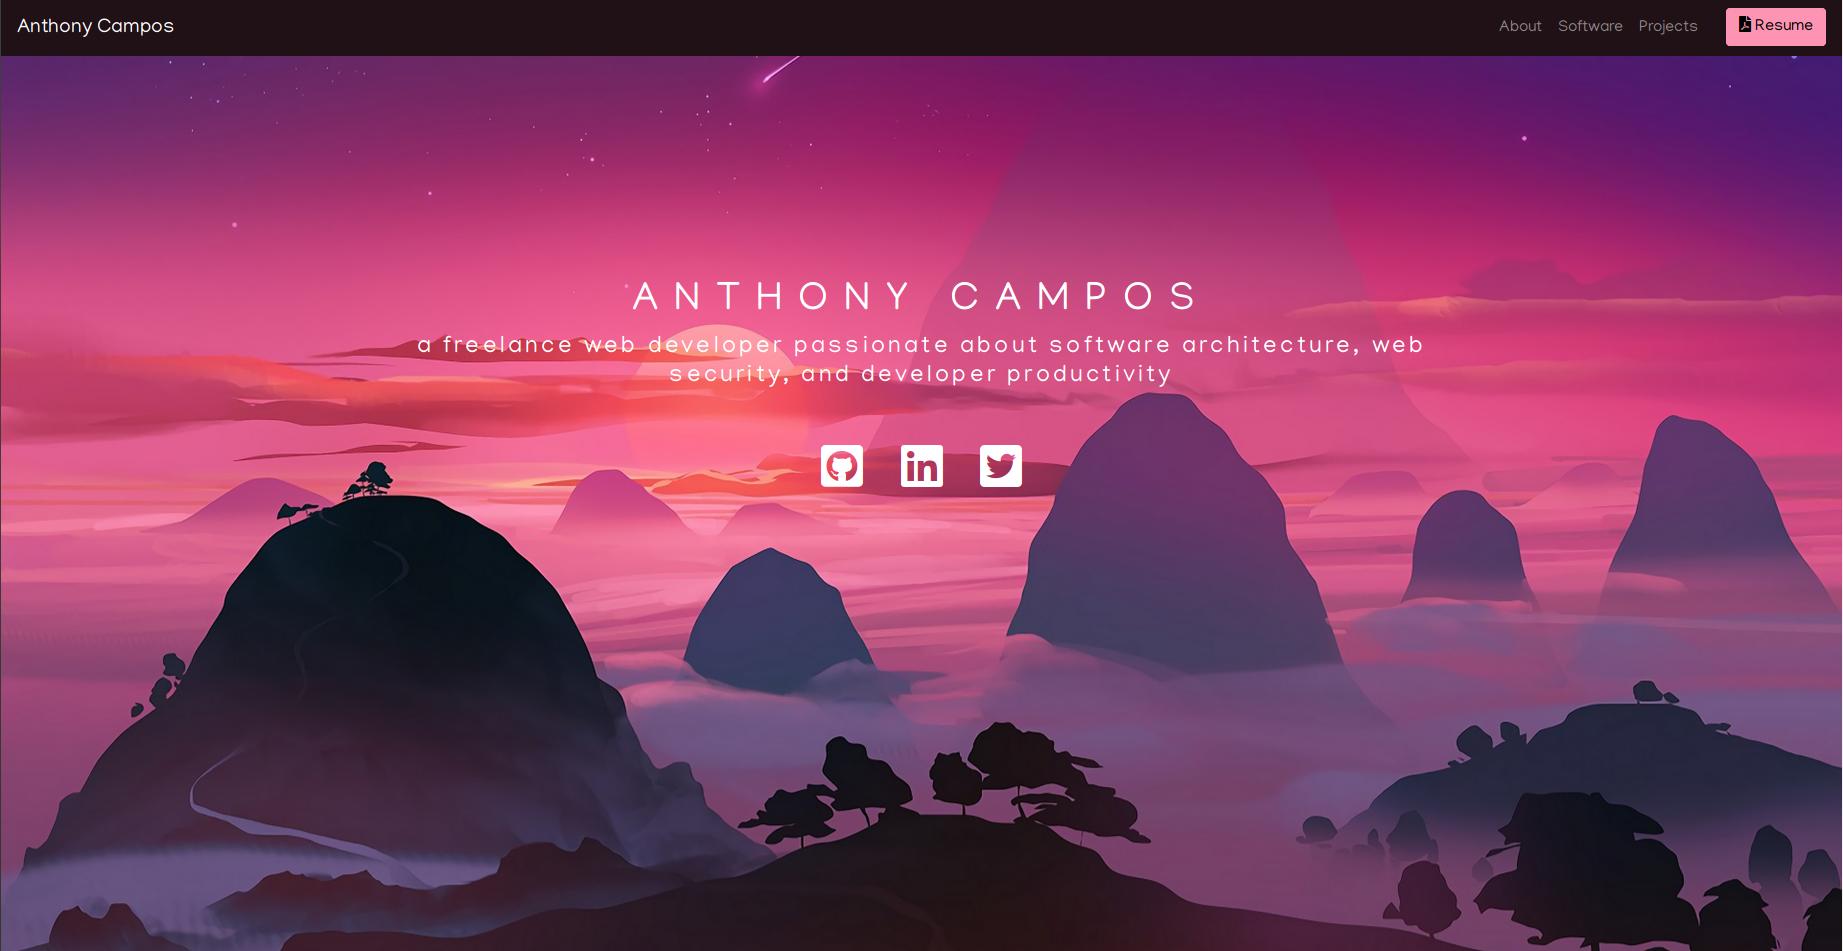 Anthony Campos
About Software Projects Resume
ANTHONY CAMPOS
a freelance web developer passionate about software architecture, web
security, and developer productivity
in